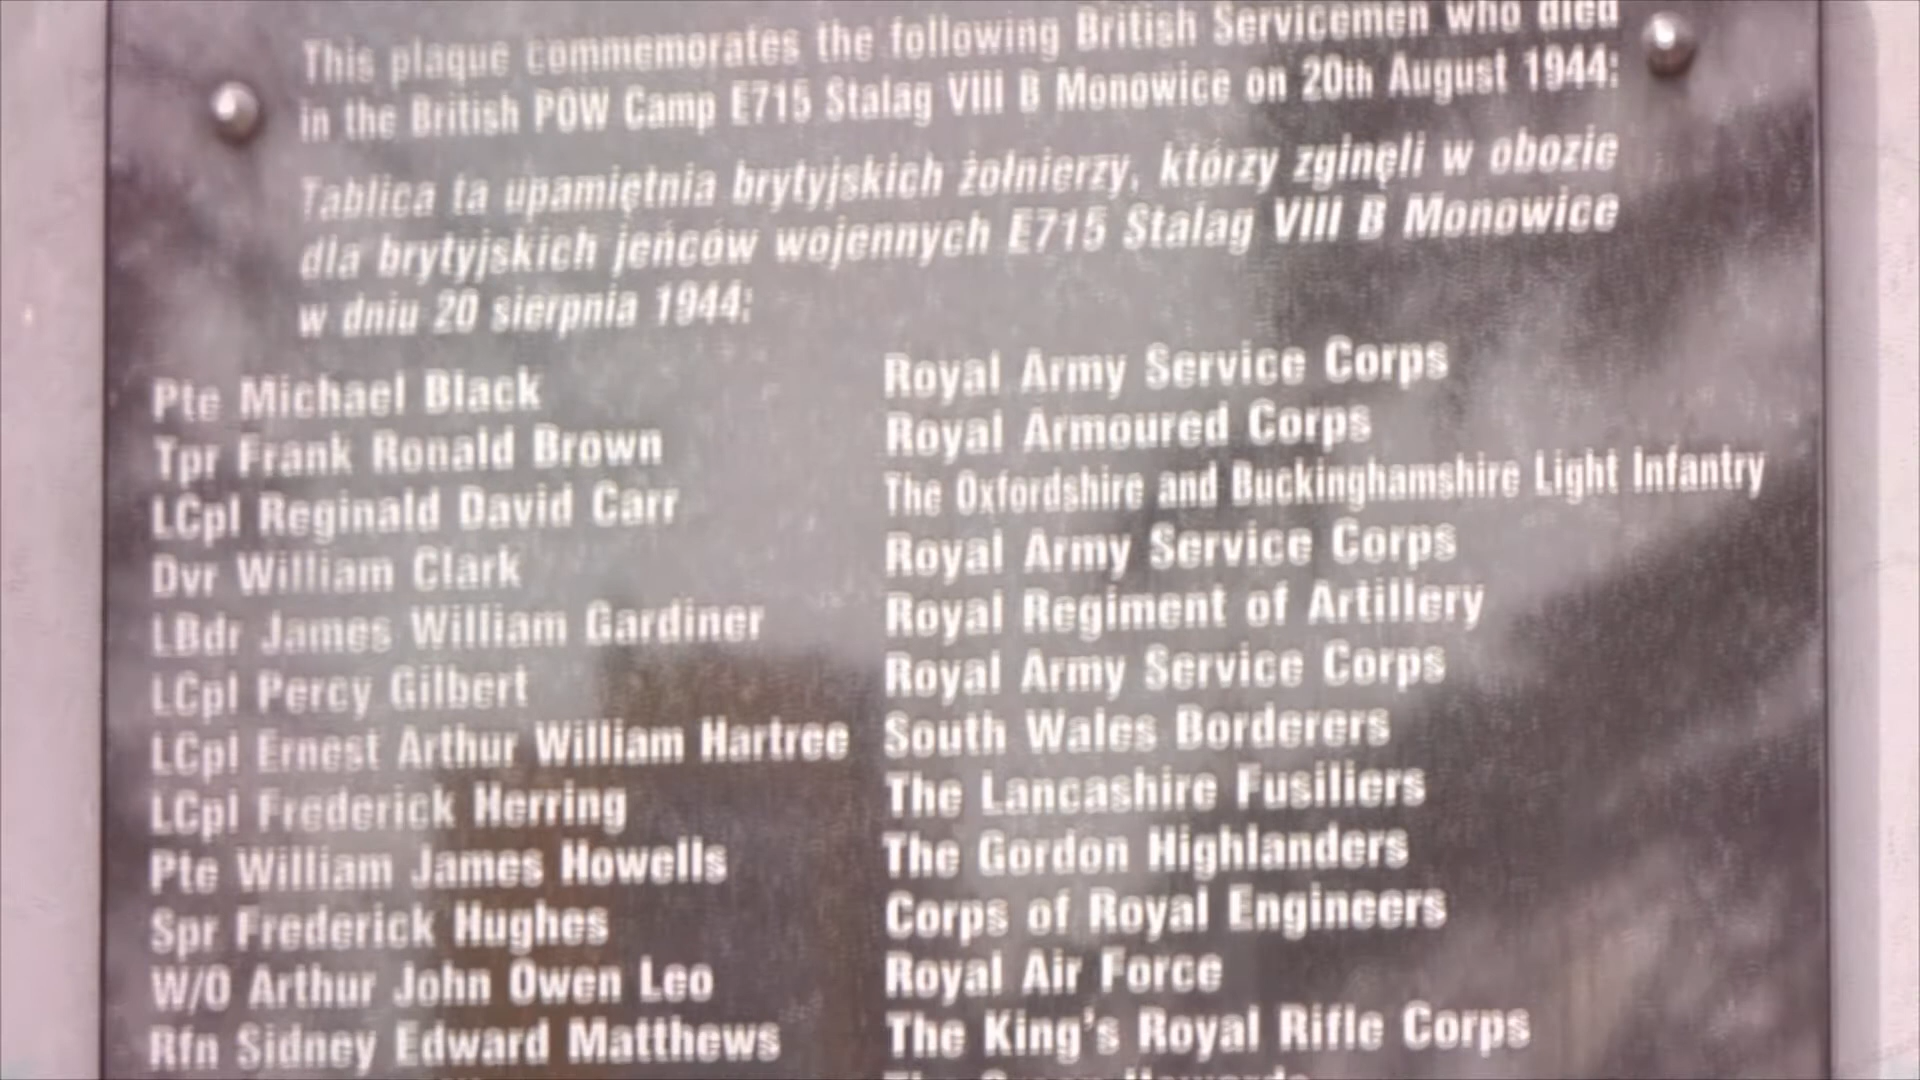 This plaque commemorates the following British Servicemen who died
in the British POW Camp E715 Stalag VIII B Monowice on 20th August 1944:
Tablica ta upamiętnia brytyjskich żołnierzy, którzy zginęli w obozie
dla brytyjskich jeńców wojennych E715 Stalag VIII B Monowice
w dniu 20 sierpnia 1944:
Pte Michael Black Royal Army Service Corps
Tpr Frank Ronald Brown Royal Armoured Corps
LCpl Reginald David Carr The Oxfordshire and Buckinghamshire Light Infantry
Dvr William Clark Royal Army Service Corps
LBdr James William Gardiner Royal Regiment of Artillery
LCpl Percy Gilbert Royal Army Service Corps
LCpl Ernest Arthur William Hartree South Wales Borderers
LCpl Frederick Herring The Lancashire Fusiliers
Pte William James Howells The Gordon Highlanders
Spr Frederick Hughes Corps of Royal Engineers
W/O Arthur John Owen Leo Royal Air Force
Rfn Sidney Edward Matthews The King's Royal Rifle Corps